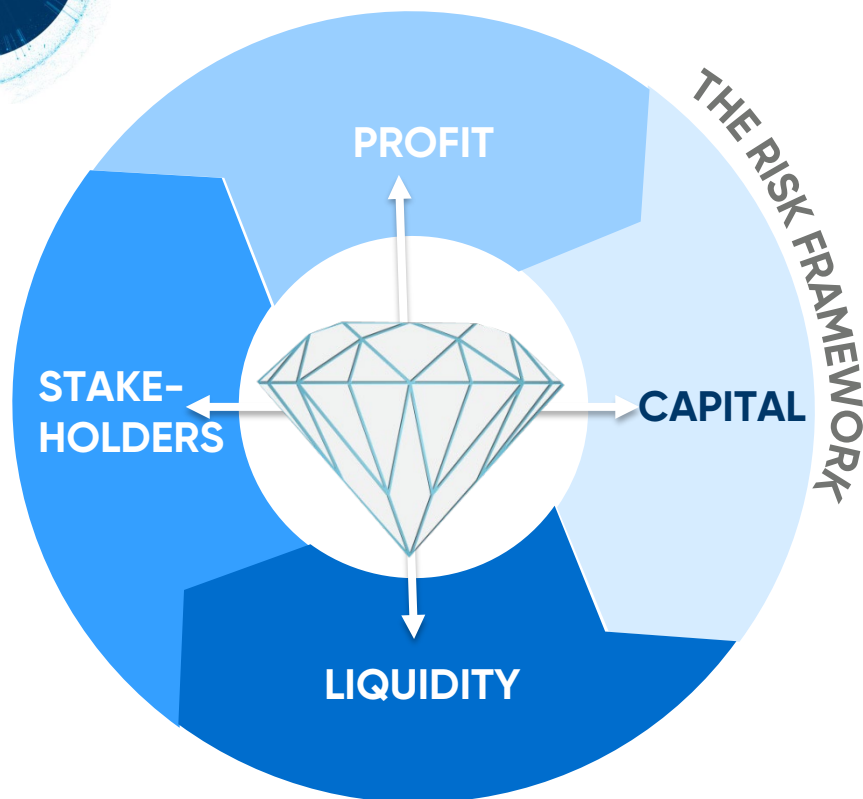 PROFIT
THE RISK FRAMEWORK
STAKE-
HOLDERS
CAPITAL
LIQUIDITY